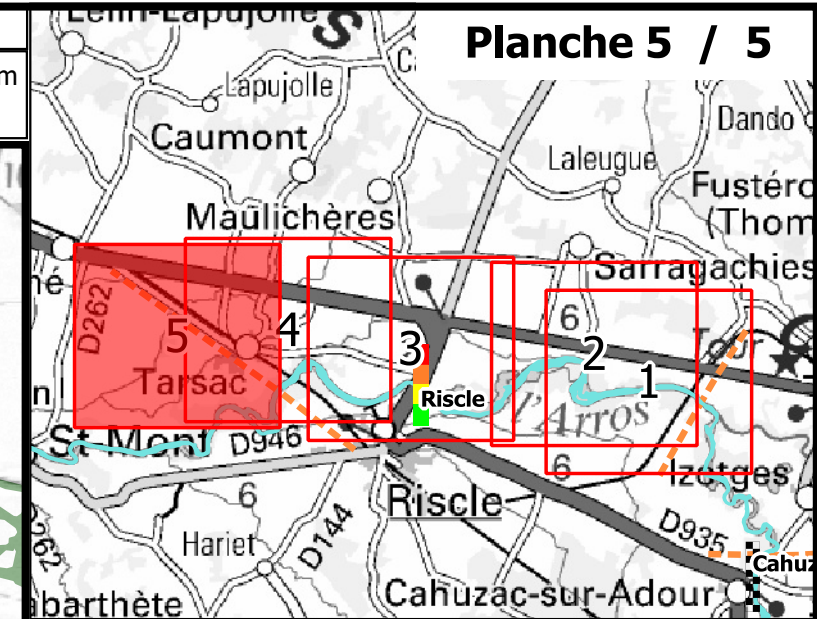 Planche 5 / 5
m
Lelin-Lapujolle
S
Lapujolle
Caumont
Dando
Laleugue
Fustéro
(Thom
Maulichères
Sarragachies
né
D262
5
4
3
6
2
1
Tarsac
Riscle
l'Arros
St-Mont
D946
6
6
Izotges
Riscle
D935
D262
Hariet
D144
Cahuz
abarthète
Cahuzac-sur-Adour